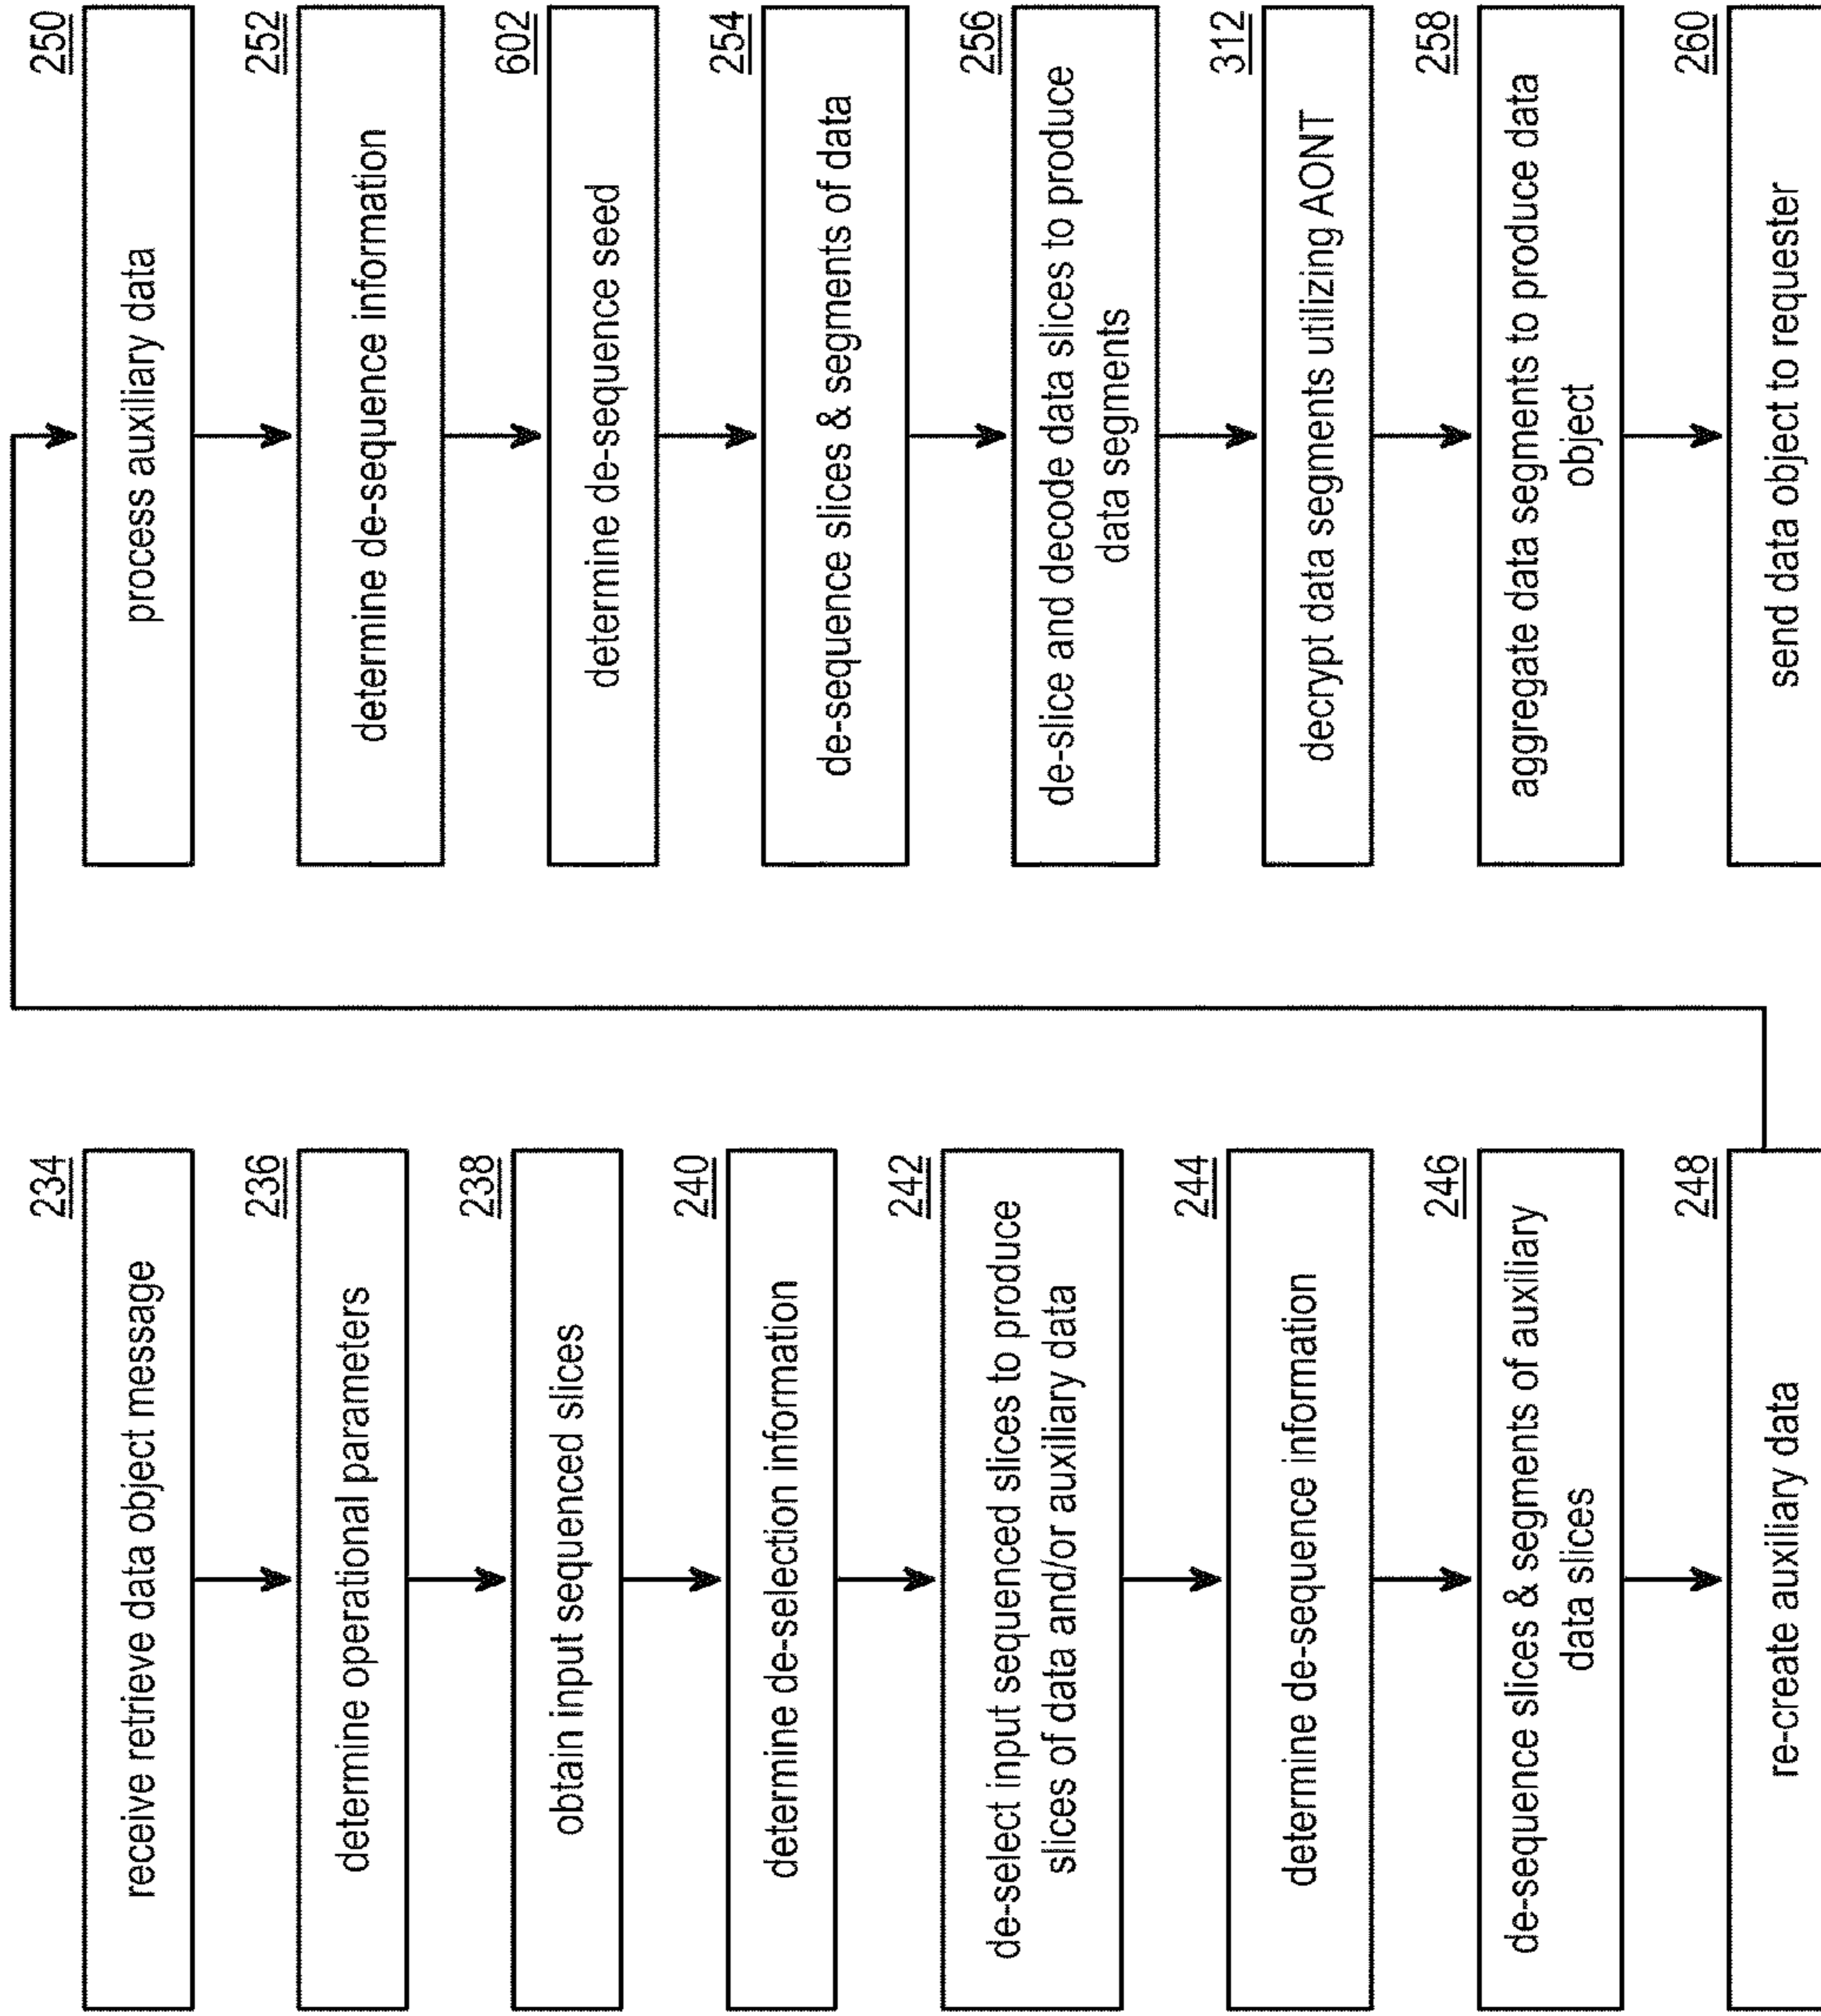 234
receive retrieve data object message
236
determine operational parameters
238
obtain input sequenced slices
240
determine de-selection information
242
de-select input sequenced slices to produce
slices of data and/or auxiliary data
244
determine de-sequence information
246
de-sequence slices & segments of auxiliary
data slices
248
re-create auxiliary data
250
process auxiliary data
252
determine de-sequence information
602
determine de-sequence seed
254
de-sequence slices & segments of data
256
de-slice and decode data slices to produce
data segments
312
decrypt data segments utilizing AONT
258
aggregate data segments to produce data
object
260
send data object to requester